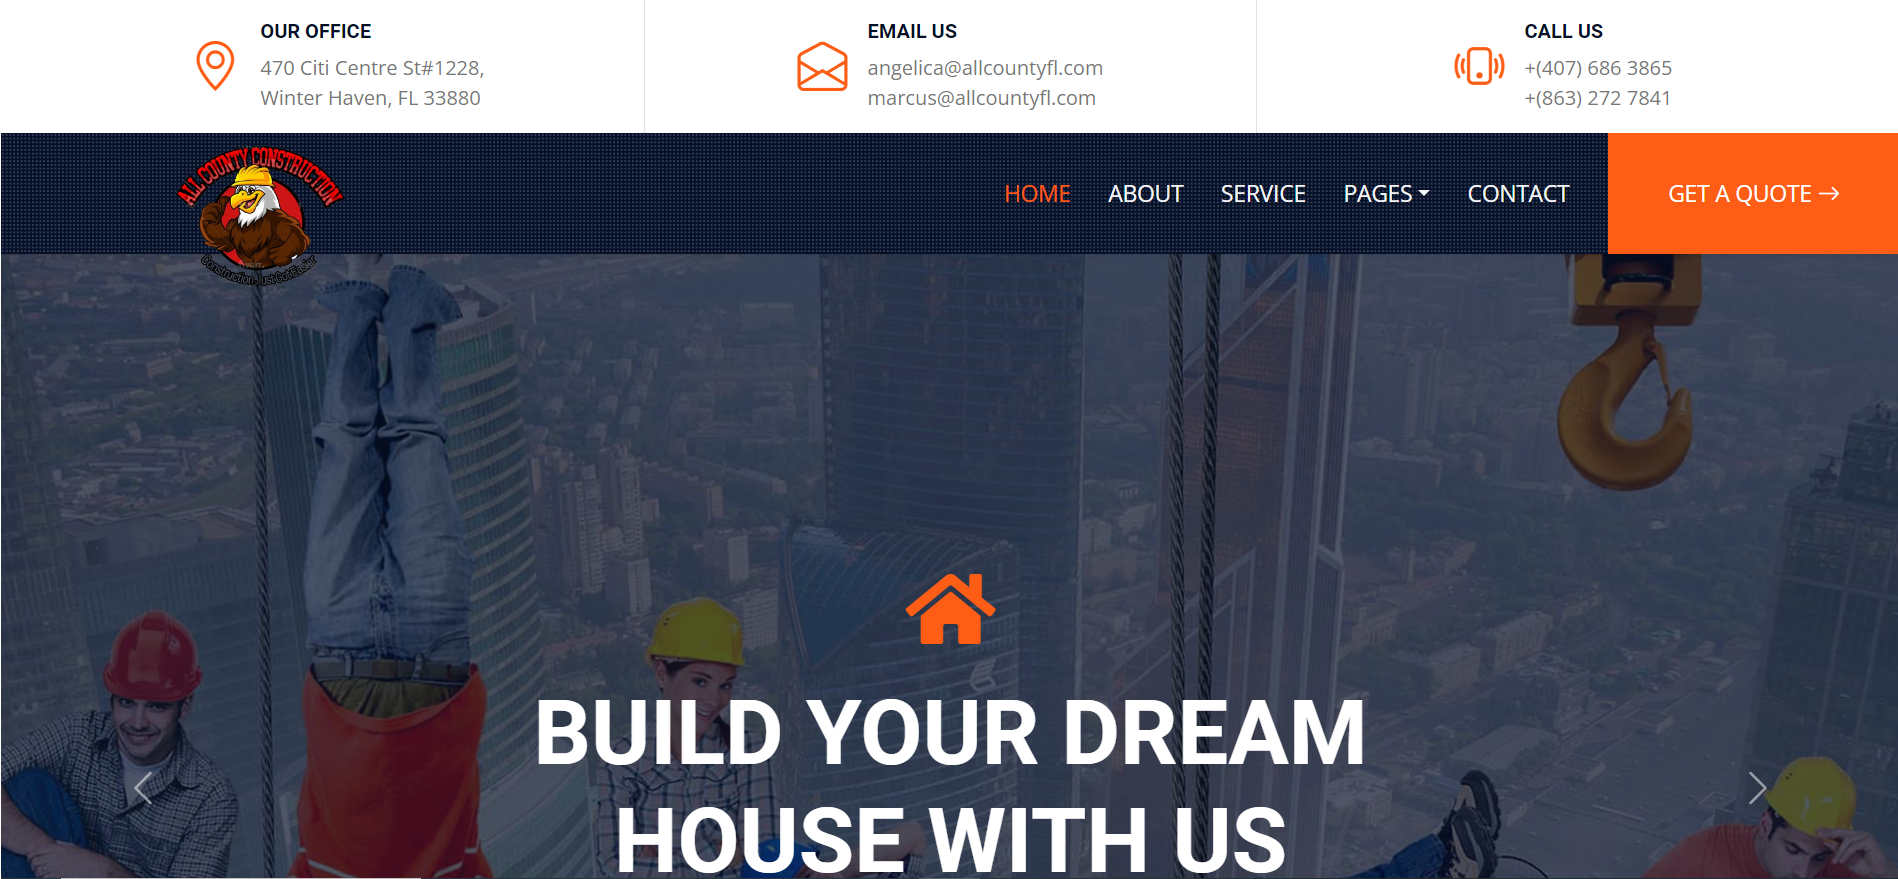 OUR OFFICE
470 Citi Centre St#1228,
Winter Haven, FL 33880
EMAIL US
angelica@allcountyfl.com
marcus@allcountyfl.com
CALL US
+(407) 686 3865
+(863) 272 7841
ALL COUNTY CONSTRUCTION
Construction Just Got Easier
HOME ABOUT SERVICE PAGES CONTACT GET A QUOTE →
BUILD YOUR DREAM
HOUSE WITH US